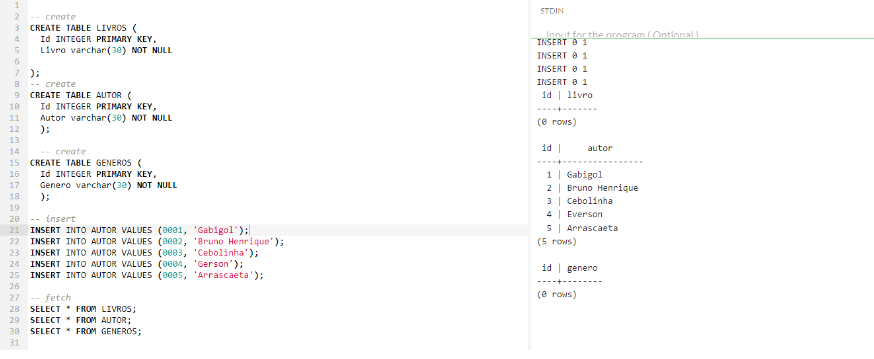 1
2 -- create
3 CREATE TABLE LIVROS (
4 Id INTEGER PRIMARY KEY,
5 Livro varchar(30) NOT NULL
6
7 );
8 -- create
9 CREATE TABLE AUTOR (
10 Id INTEGER PRIMARY KEY,
11 Autor varchar(30) NOT NULL
12 );
13
14 -- create
15 CREATE TABLE GENEROS (
16 Id INTEGER PRIMARY KEY,
17 Genero varchar(30) NOT NULL
18 );
19
20 -- insert
21 INSERT INTO AUTOR VALUES (0001, 'Gabigol');
22 INSERT INTO AUTOR VALUES (0002, 'Bruno Henrique');
23 INSERT INTO AUTOR VALUES (0003, 'Cebolinha');
24 INSERT INTO AUTOR VALUES (0004, 'Gerson');
25 INSERT INTO AUTOR VALUES (0005, 'Arrascaeta');
26
27 -- fetch
28 SELECT * FROM LIVROS;
29 SELECT * FROM AUTOR;
30 SELECT * FROM GENEROS;
31
STDIN
Input for the program ( Optional )
INSERT 0 1
INSERT 0 1
INSERT 0 1
INSERT 0 1
id | livro
----+-------
(0 rows)
id | autor
----+----------------
1 | Gabigol
2 | Bruno Henrique
3 | Cebolinha
4 | Everson
5 | Arrascaeta
(5 rows)
id | genero
----+--------
(0 rows)